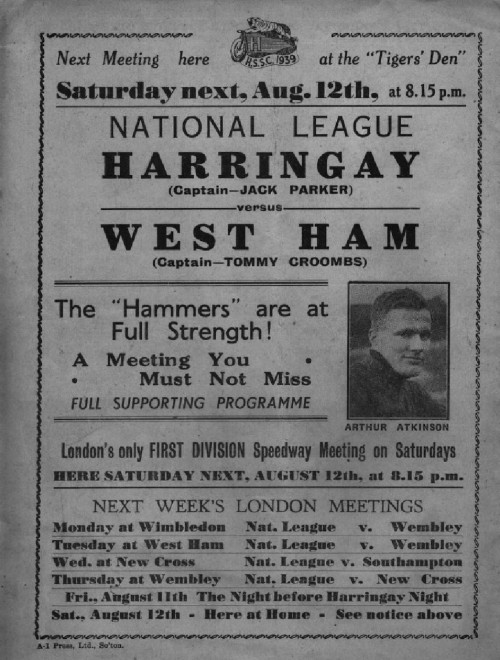 H.S.S.C. 1939
Next Meeting here at the "Tigers' Den"
Saturday next, Aug. 12th, at 8.15 p.m.
NATIONAL LEAGUE
HARRINGAY
(Captain—JACK PARKER)
versus
WEST HAM
(Captain—TOMMY CROOMBS)
The "Hammers" are at
Full Strength!
A Meeting You •
• Must Not Miss
FULL SUPPORTING PROGRAMME
ARTHUR ATKINSON
London's only FIRST DIVISION Speedway Meeting on Saturdays
HERE SATURDAY NEXT, AUGUST 12th, at 8.15 p.m.
NEXT WEEK'S LONDON MEETINGS
Monday at Wimbledon Nat. League v. Wembley
Tuesday at West Ham Nat. League v. Wembley
Wed. at New Cross Nat. League v. Southampton
Thursday at Wembley Nat. League v. New Cross
Fri., August 11th The Night before Harringay Night
Sat., August 12th - Here at Home - See notice above
A-1 Press, Ltd., So'ton.